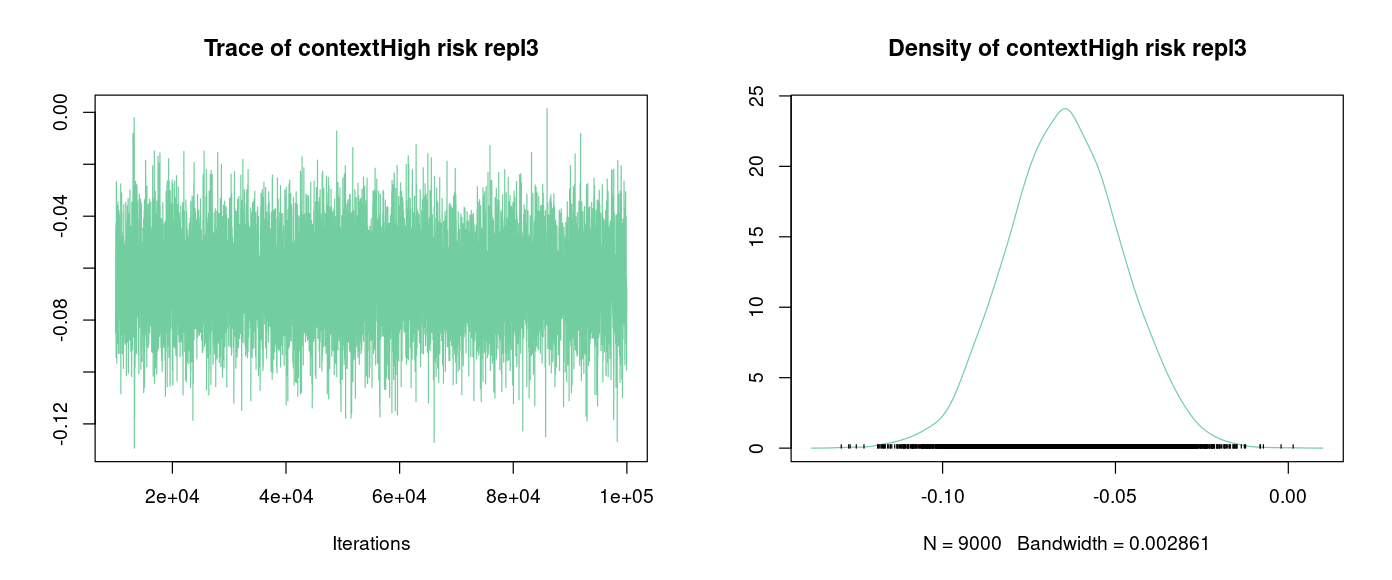 Trace of contextHigh risk repl3
0.00
-0.04
-0.08
-0.12
2e+04 4e+04 6e+04 8e+04 1e+05
Iterations
Density of contextHigh risk repl3
25
20
15
10
5
0
-0.10 -0.05 0.00
N = 9000 Bandwidth = 0.002861